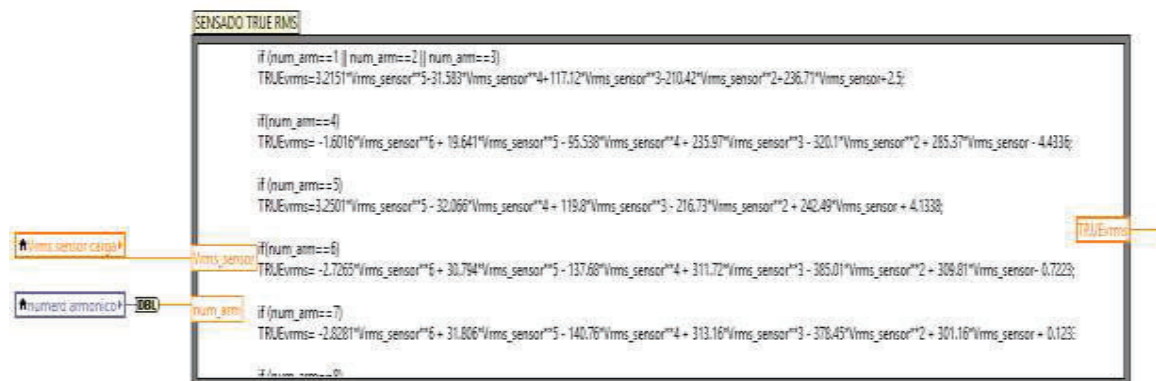 SENSADO TRUE RMS
if (num_arm==1 || num_arm==2 || num_arm==3)
TRUEvrms=3.2151*Vrms_sensor**5-31.583*Vrms_sensor**4+117.12*Vrms_sensor**3-210.42*Vrms_sensor**2+236.71*Vrms_sensor+2.5;
if(num_arm==4)
TRUEvrms= -1.6016*Vrms_sensor**6 + 19.641*Vrms_sensor**5 - 95.538*Vrms_sensor**4 + 235.97*Vrms_sensor**3 - 320.1*Vrms_sensor**2 + 285.37*Vrms_sensor - 4.4336;
if (num_arm==5)
TRUEvrms=3.2501*Vrms_sensor**5 - 32.066*Vrms_sensor**4 + 119.8*Vrms_sensor**3 - 216.73*Vrms_sensor**2 + 242.49*Vrms_sensor + 4.1338;
TRUEvrms
Vrms sensor carga
Vrms_sensor
if(num_arm==6)
TRUEvrms= -2.7265*Vrms_sensor**6 + 30.794*Vrms_sensor**5 - 137.68*Vrms_sensor**4 + 311.72*Vrms_sensor**3 - 385.01*Vrms_sensor**2 + 309.81*Vrms_sensor- 0.7223;
numero armonico
DBL
num_arm
if (num_arm==7)
TRUEvrms= -2.8281*Vrms_sensor**6 + 31.806*Vrms_sensor**5 - 140.76*Vrms_sensor**4 + 313.16*Vrms_sensor**3 - 378.45*Vrms_sensor**2 + 301.16*Vrms_sensor + 0.123;
if (num_arm==8)